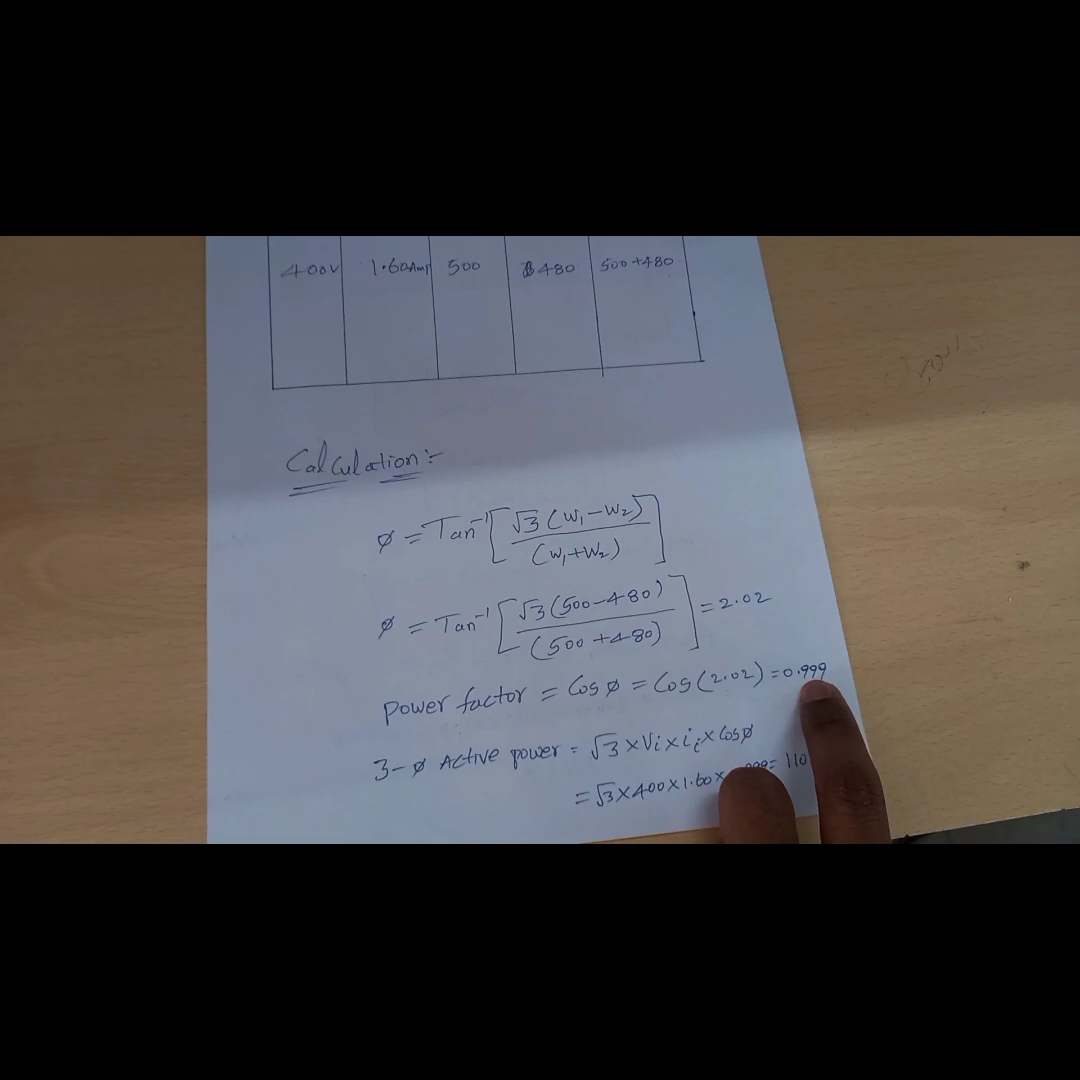 400V 1.60Amp 500 480 500+480
Calculation:-
ø = Tan⁻¹[√3(W₁-W₂)/(W₁+W₂)]
ø = Tan⁻¹[√3(500-480)/(500+480)] = 2.02
Power factor = Cosø = Cos(2.02) = 0.999
3-ø Active power = √3×Vᵢ×iᵢ×Cosø
= √3×400×1.60×